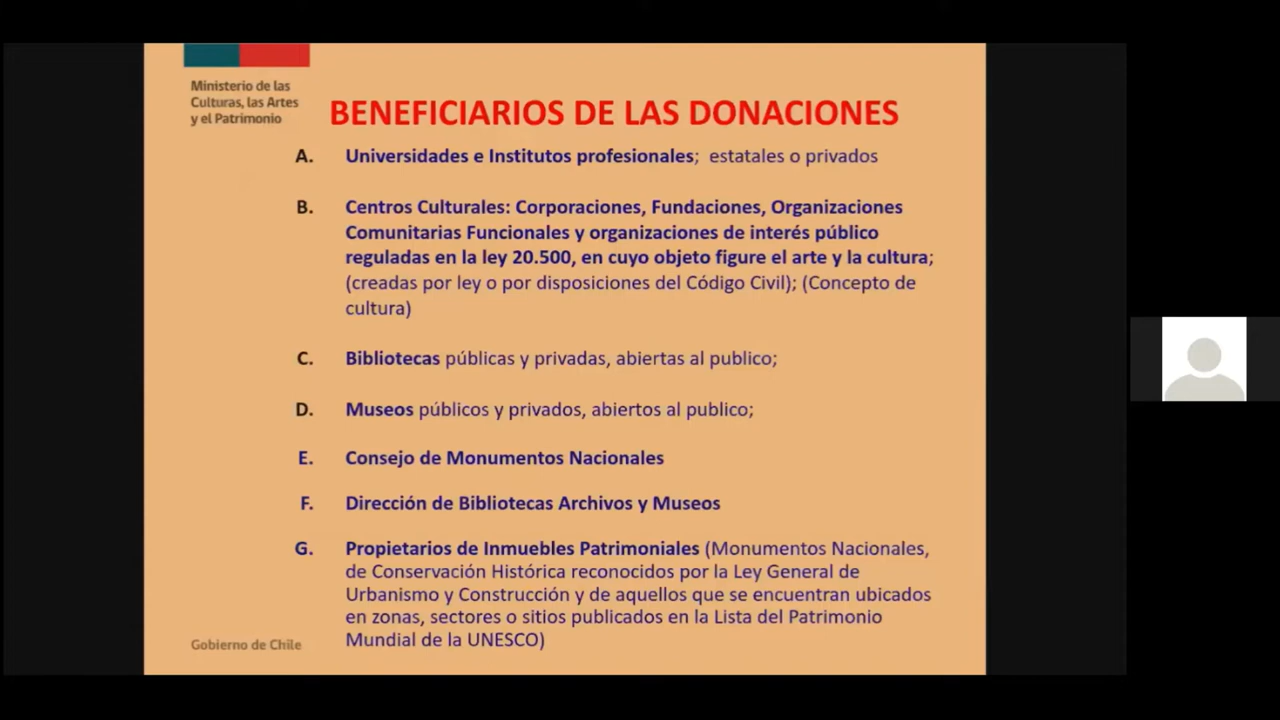 Ministerio de las
Culturas, las Artes
y el Patrimonio
BENEFICIARIOS DE LAS DONACIONES
A. Universidades e Institutos profesionales; estatales o privados
B. Centros Culturales: Corporaciones, Fundaciones, Organizaciones
Comunitarias Funcionales y organizaciones de interés público
reguladas en la ley 20.500, en cuyo objeto figure el arte y la cultura;
(creadas por ley o por disposiciones del Código Civil); (Concepto de
cultura)
C. Bibliotecas públicas y privadas, abiertas al publico;
D. Museos públicos y privados, abiertos al publico;
E. Consejo de Monumentos Nacionales
F. Dirección de Bibliotecas Archivos y Museos
G. Propietarios de Inmuebles Patrimoniales (Monumentos Nacionales,
de Conservación Histórica reconocidos por la Ley General de
Urbanismo y Construcción y de aquellos que se encuentran ubicados
en zonas, sectores o sitios publicados en la Lista del Patrimonio
Mundial de la UNESCO)
Gobierno de Chile